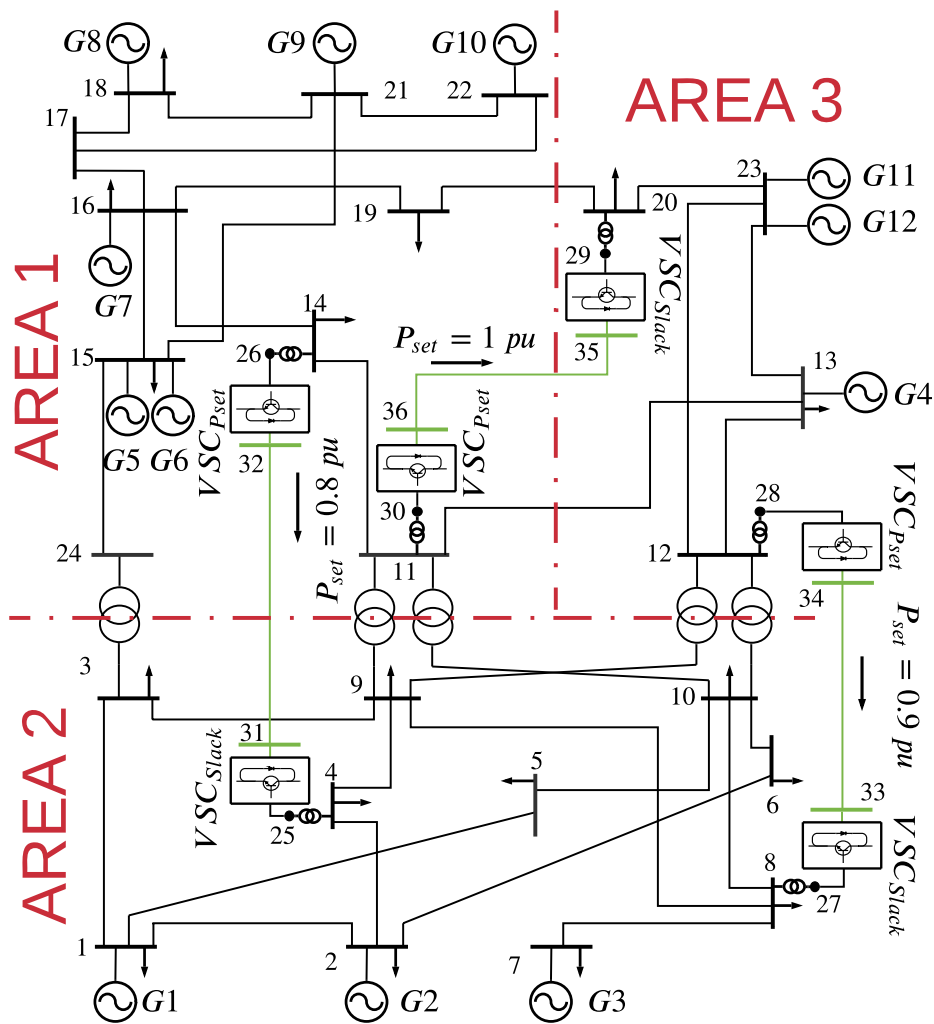 G8
G9
G10
18
21
22
AREA 3
17
23
G11
16
19
20
G12
G7
29
VSC_Slack
AREA 1
14
P_set = 1 pu
35
15
26
13
G4
G5
G6
VSC_Pset
36
VSC_Pset
32
P_set = 0.8 pu
30
28
VSC_Pset
24
11
12
34
P_set = 0.9 pu
3
9
10
AREA 2
31
VSC_Slack
4
5
6
33
25
8
VSC_Slack
27
1
2
7
G1
G2
G3